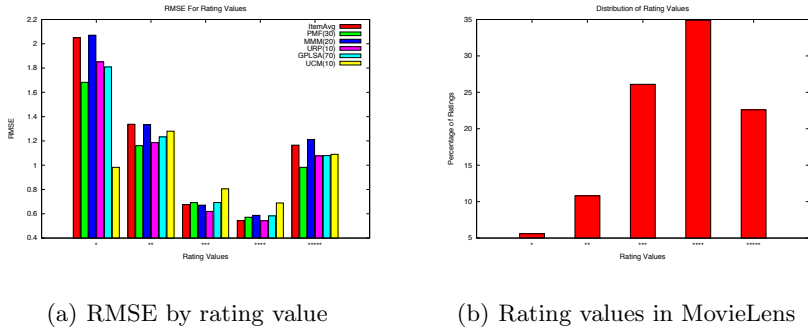 RMSE For Rating Values
2.2
2
1.8
1.6
1.4
1.2
1
0.8
0.6
0.4
RMSE
ItemAvg
PMF(30)
MMM(20)
URP(10)
GPLSA(70)
UCM(10)
* ** *** **** *****
Rating Values
(a) RMSE by rating value
Distribution of Rating Values
35
30
25
20
15
10
5
Percentage of Ratings
* ** *** **** *****
Rating Values
(b) Rating values in MovieLens